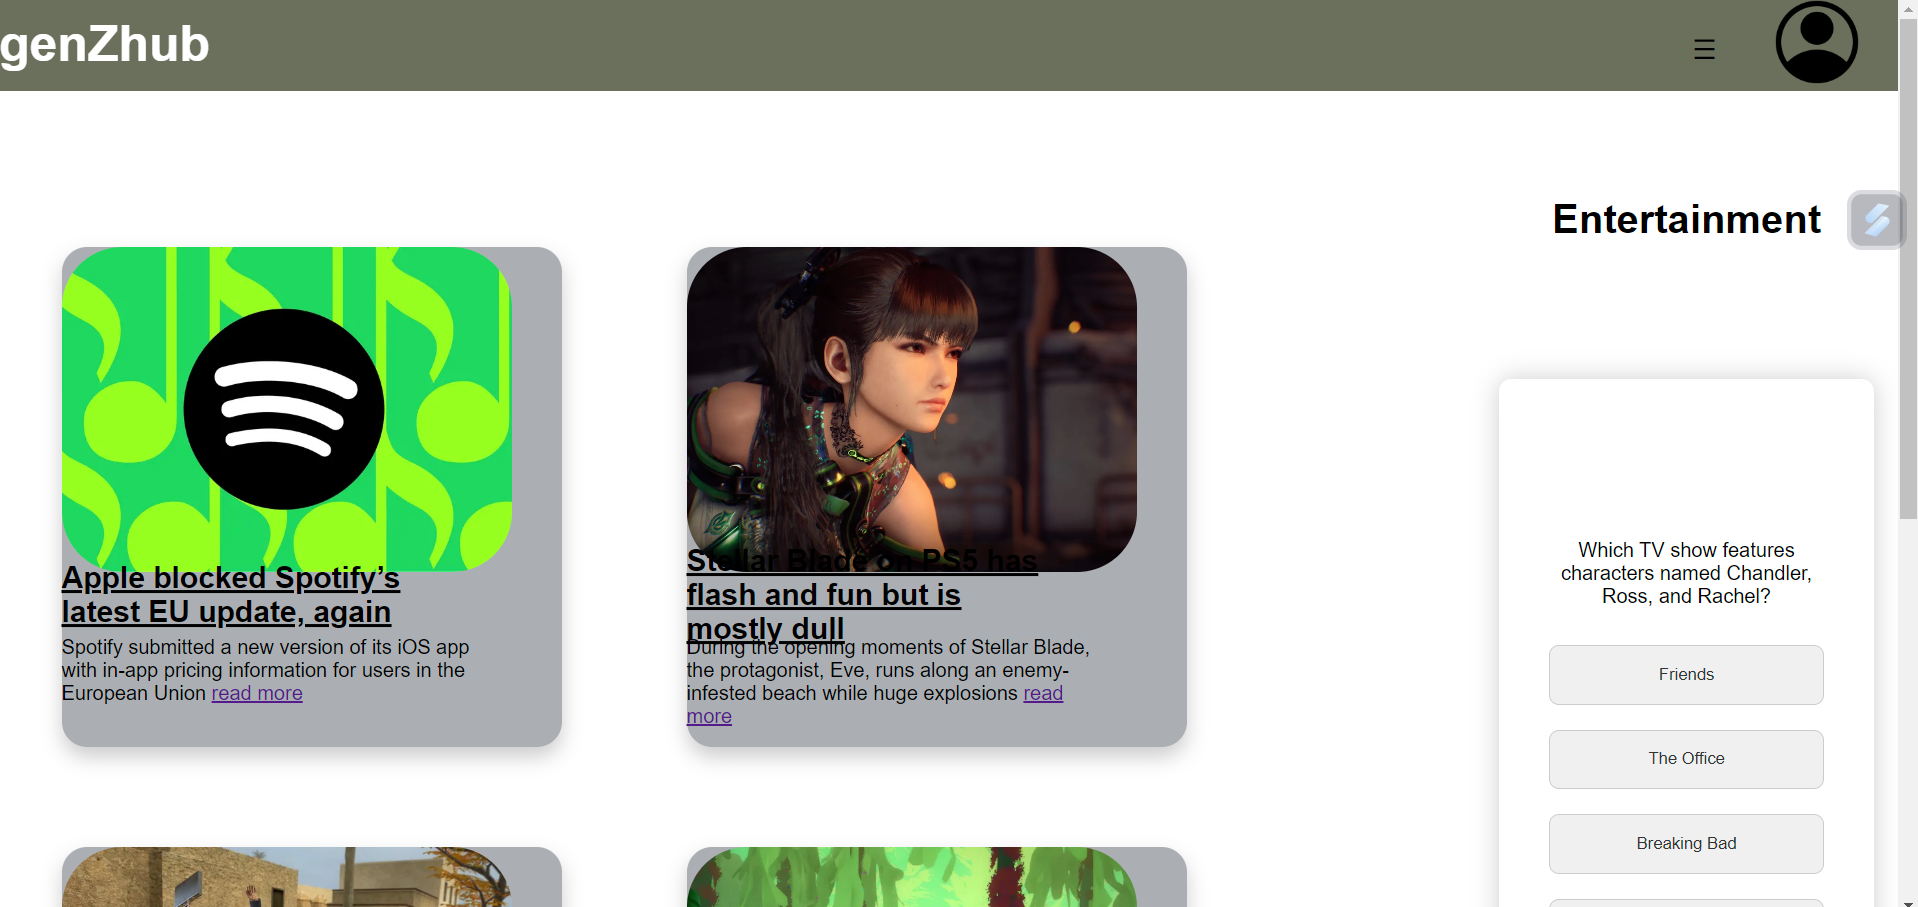 genZhub
Entertainment
Apple blocked Spotify’s
latest EU update, again
Spotify submitted a new version of its iOS app
with in-app pricing information for users in the
European Union read more
Stellar Blade on PS5 has
flash and fun but is
mostly dull
During the opening moments of Stellar Blade,
the protagonist, Eve, runs along an enemy-
infested beach while huge explosions read
more
Which TV show features
characters named Chandler,
Ross, and Rachel?
Friends
The Office
Breaking Bad